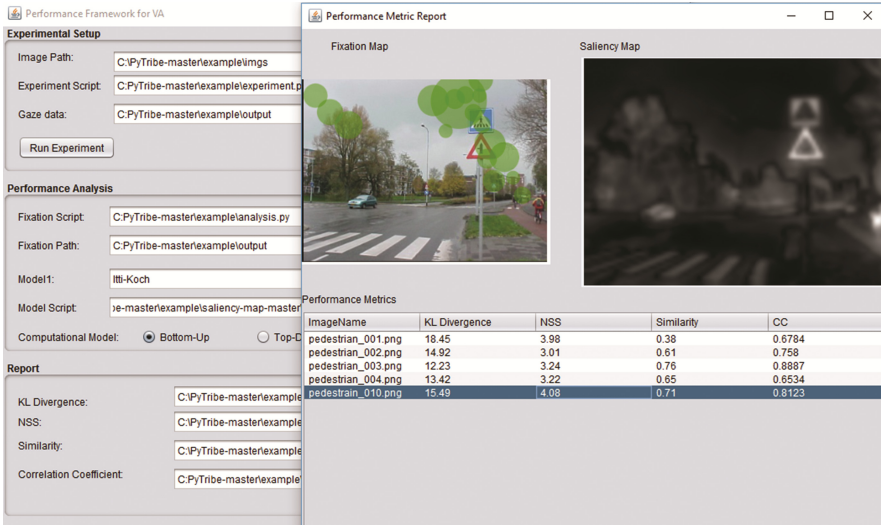 Performance Framework for VA
Experimental Setup
Image Path: C:\PyTribe-master\example\imgs
Experiment Script: C:PyTribe-master\example\experiment.p
Gaze data: C:PyTribe-master\example\output
Run Experiment
Performance Analysis
Fixation Script: C:PyTribe-master\example\analysis.py
Fixation Path: C:PyTribe-master\example\output
Model1: Itti-Koch
Model Script: e-master\example\saliency-map-master
Computational Model: Bottom-Up Top-D
Report
KL Divergence: C:\PyTribe-master\example
NSS: C:\PyTribe-master\example
Similarity: C:\PyTribe-master\example
Correlation Coefficient: C:PyTribe-master\example
Performance Metric Report
Fixation Map Saliency Map
Performance Metrics
ImageName KL Divergence NSS Similarity CC
pedestrian_001.png 18.45 3.98 0.38 0.6784
pedestrian_002.png 14.92 3.01 0.61 0.758
pedestrian_003.png 12.23 3.24 0.76 0.8887
pedestrian_004.png 13.42 3.22 0.65 0.6534
pedestrain_010.png 15.49 4.08 0.71 0.8123